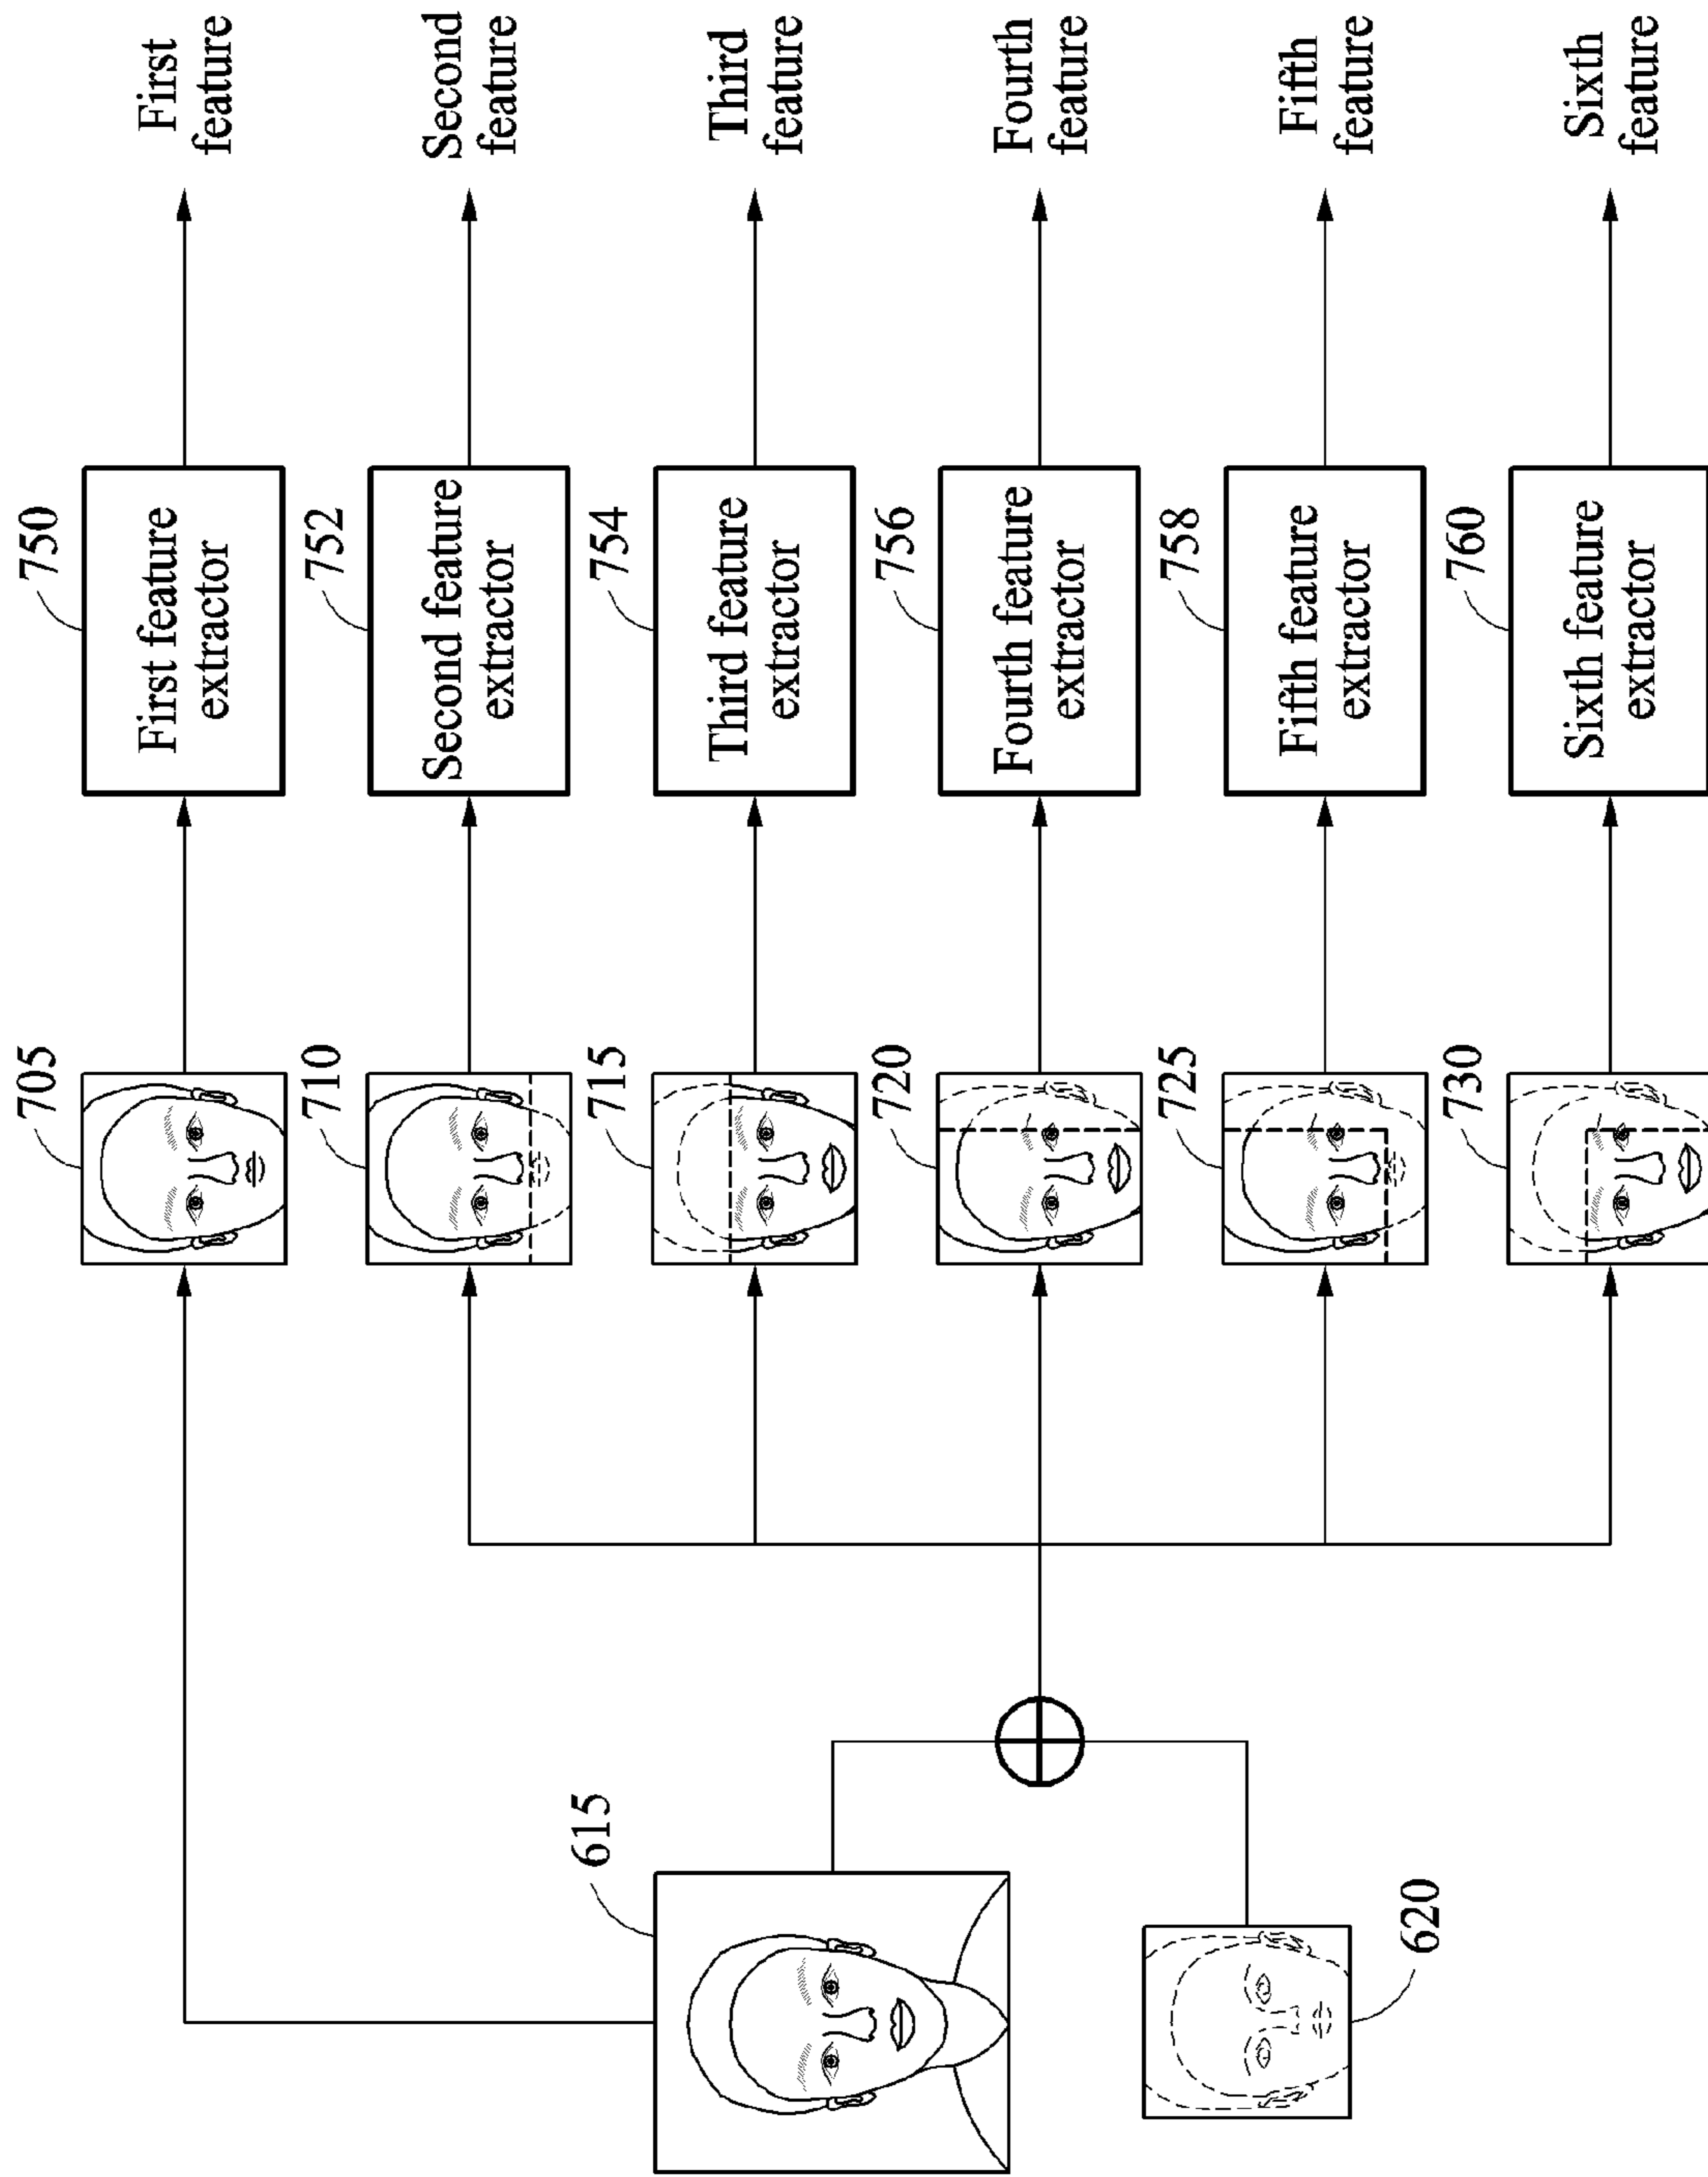 615
620
705
710
715
720
725
730
750
First feature
extractor
752
Second feature
extractor
754
Third feature
extractor
756
Fourth feature
extractor
758
Fifth feature
extractor
760
Sixth feature
extractor
First
feature
Second
feature
Third
feature
Fourth
feature
Fifth
feature
Sixth
feature